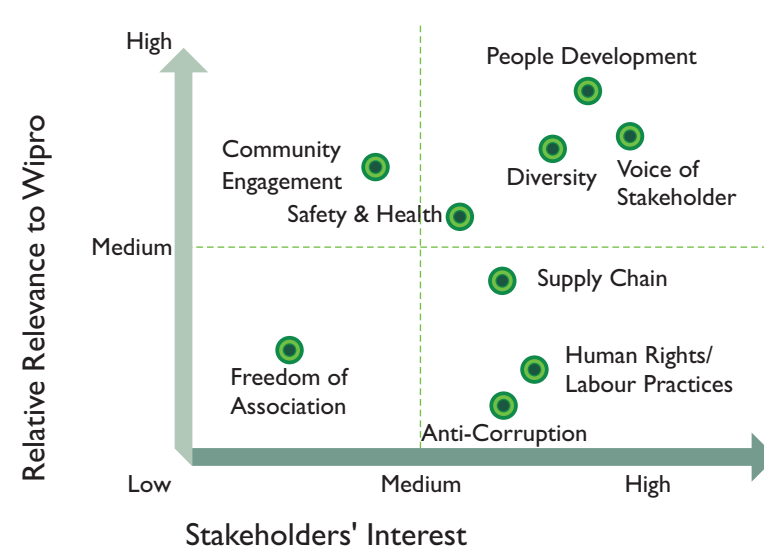 High
People Development
Community
Engagement
Diversity
Voice of
Stakeholder
Safety & Health
Relative Relevance to Wipro
Medium
Supply Chain
Freedom of
Association
Human Rights/
Labour Practices
Anti-Corruption
Low
Medium
High
Stakeholders' Interest